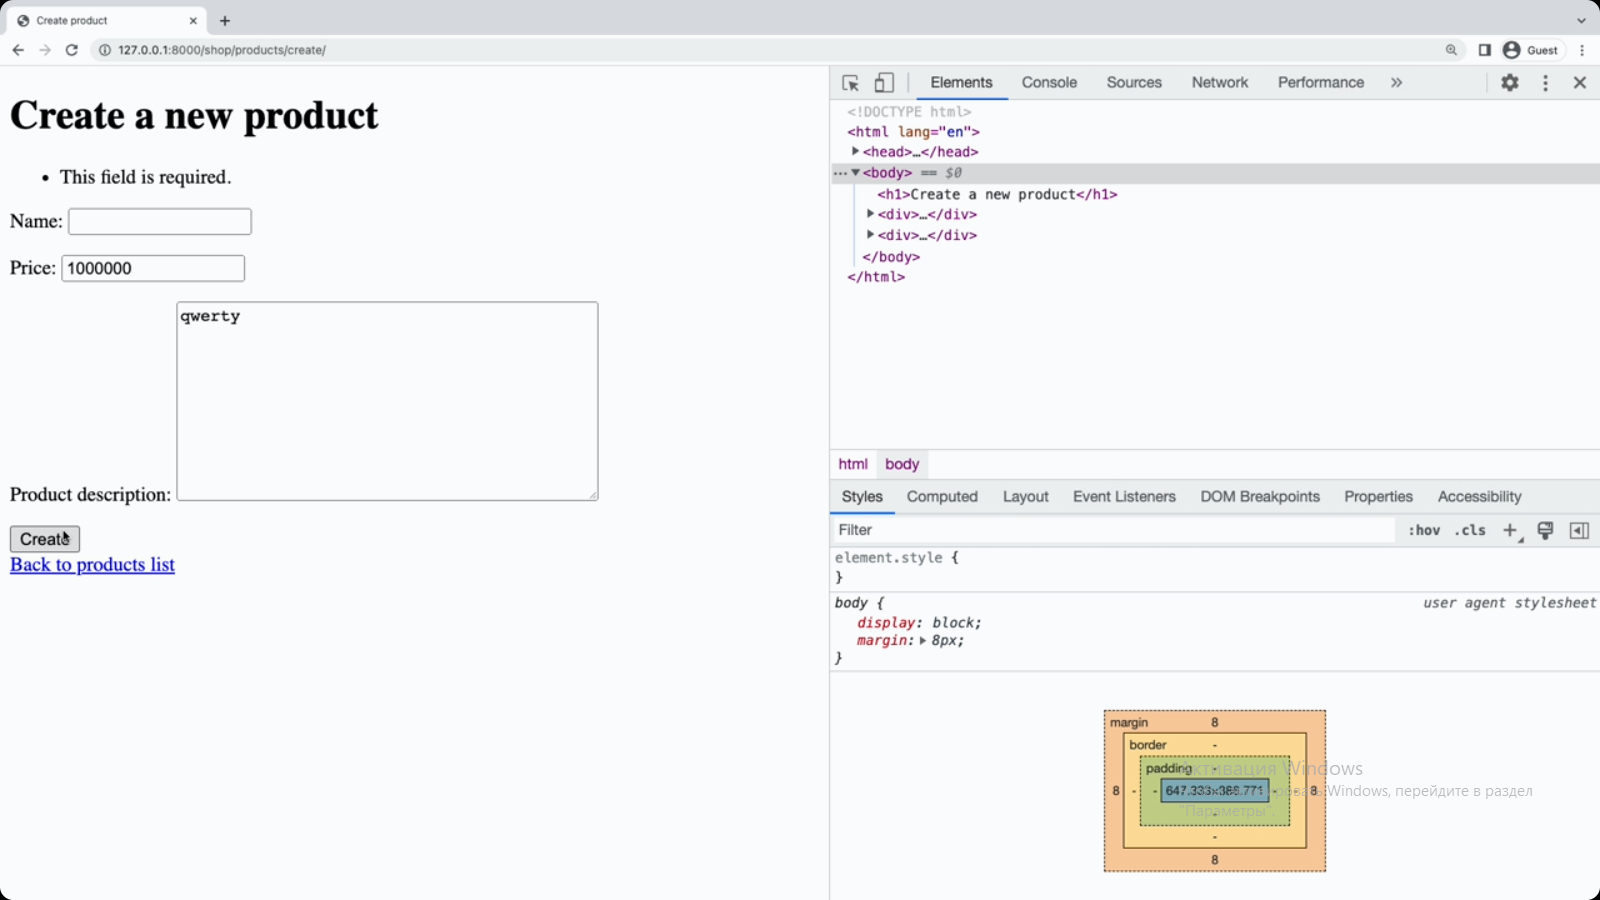 Create product
127.0.0.1:8000/shop/products/create/
Guest
Create a new product
This field is required.
Name:
Price: 1000000
qwerty
Product description:
Create
Back to products list
Elements Console Sources Network Performance
<!DOCTYPE html>
<html lang="en">
<head>…</head>
<body> == $0
<h1>Create a new product</h1>
<div>…</div>
<div>…</div>
</body>
</html>
html body
Styles Computed Layout Event Listeners DOM Breakpoints Properties Accessibility
Filter :hov .cls
element.style {
}
body { user agent stylesheet
display: block;
margin: 8px;
}
margin 8
border -
padding -
8 - - - 8
-
-
8
Windows
Windows, перейдите в раздел
"Параметры".